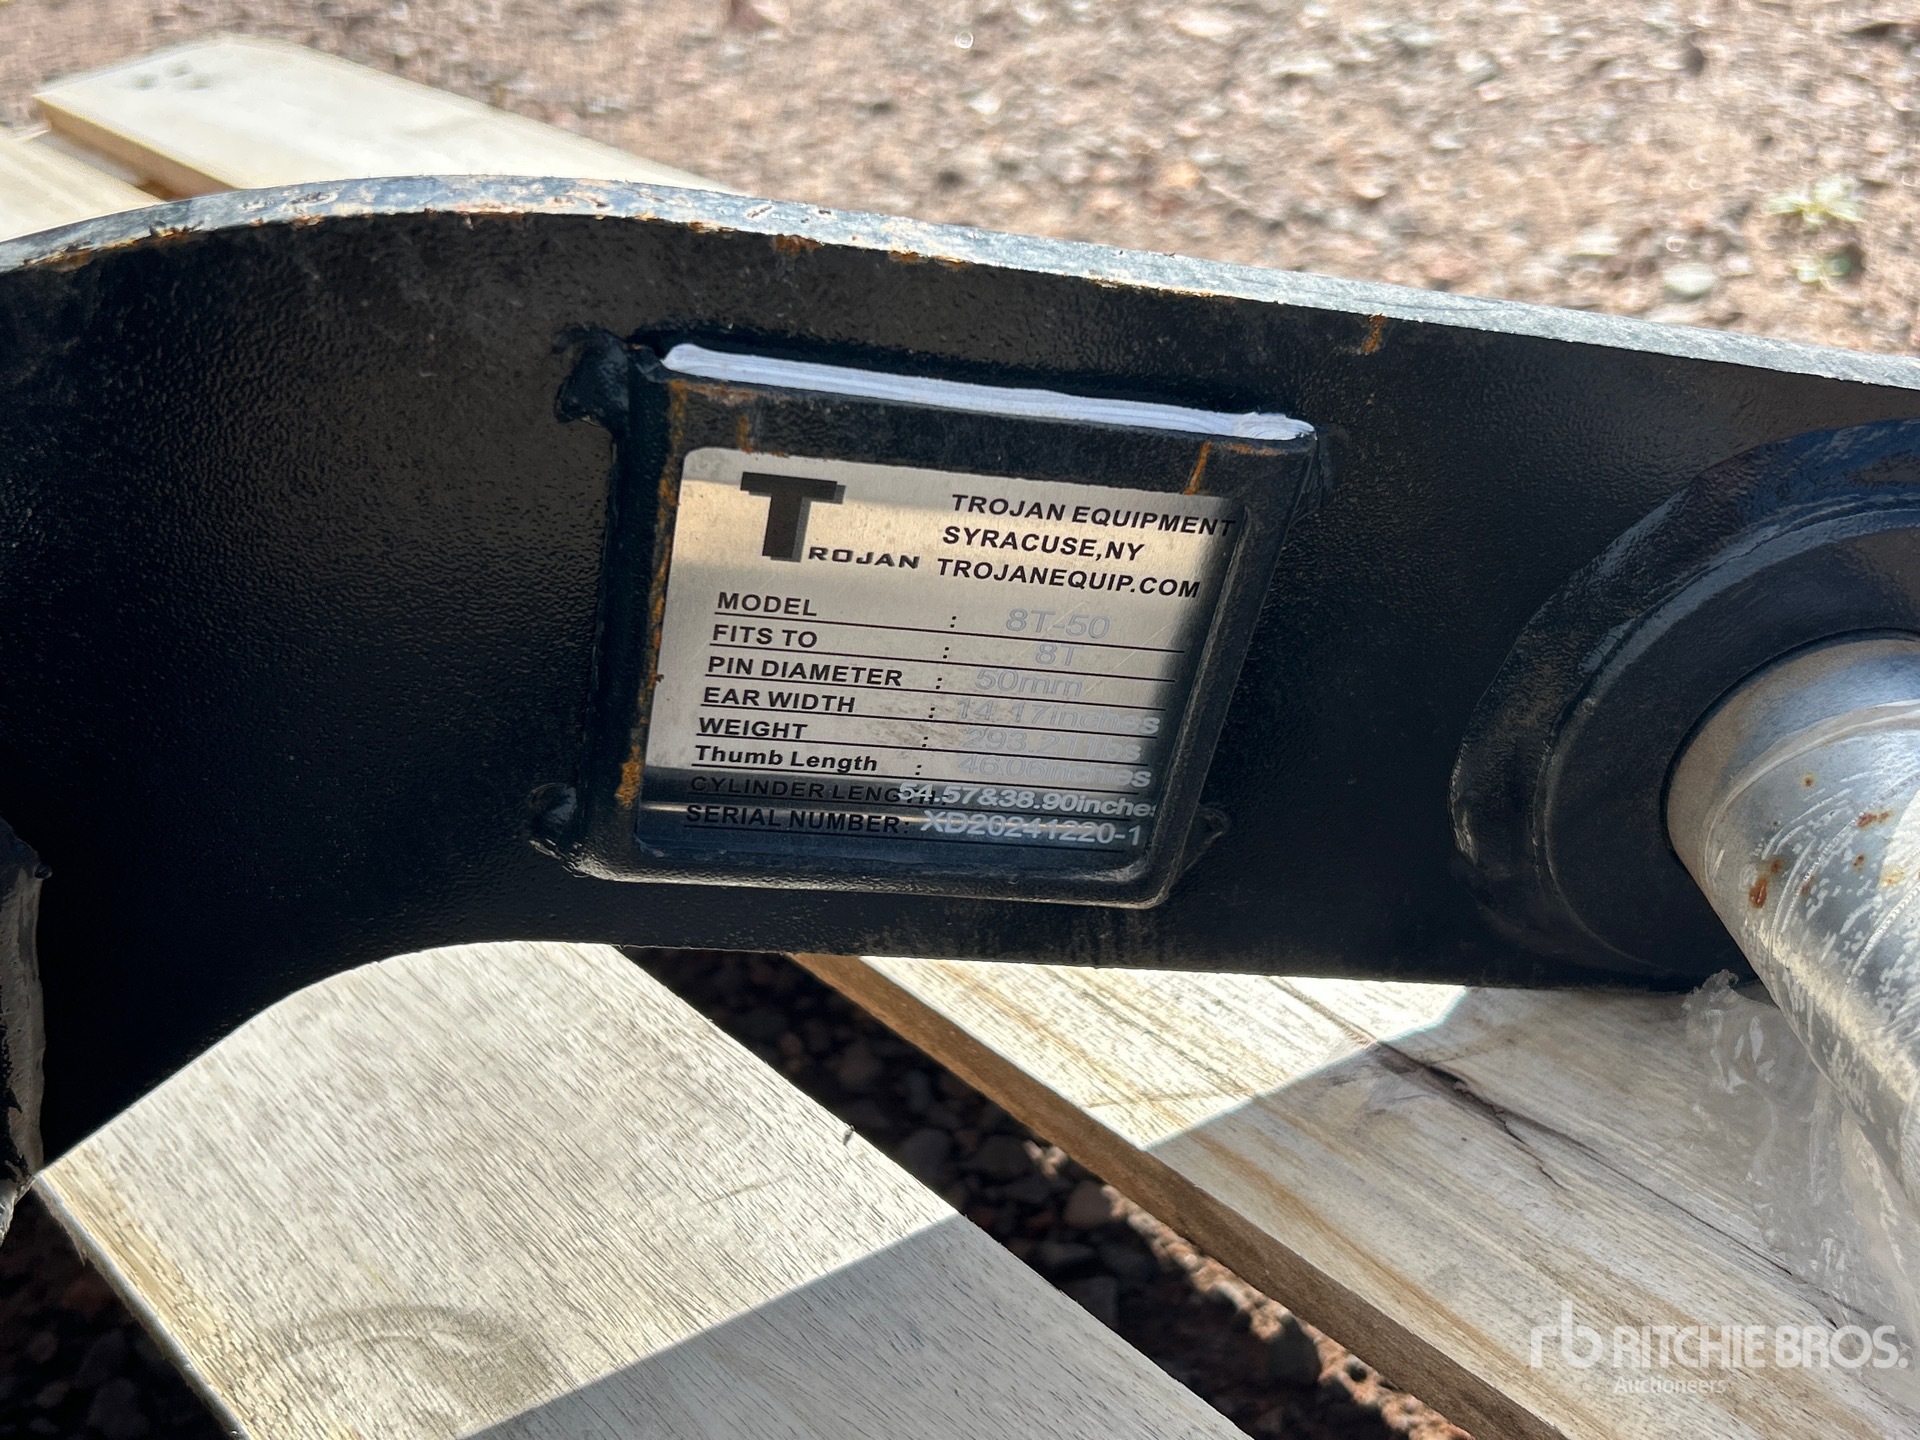 TROJAN
TROJAN EQUIPMENT
SYRACUSE,NY
TROJANEQUIP.COM
MODEL : 8T-50
FITS TO : 8T
PIN DIAMETER : 50mm
EAR WIDTH : 14.17inches
WEIGHT : 293.21lbs
Thumb Length : 46.06inches
CYLINDER LENGTH: 54.57&38.90inches
SERIAL NUMBER: XD20241220-1
rb RITCHIE BROS.
Auctioneers